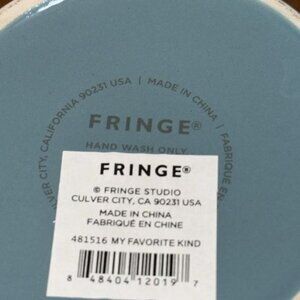 CULVER CITY, CALIFORNIA 90231 USA | MADE IN CHINA | FABRIQUÉ EN
FRINGE®
HAND WASH ONLY
FRINGE®
© FRINGE STUDIO
CULVER CITY, CA 90231 USA
MADE IN CHINA
FABRIQUÉ EN CHINE
481516 MY FAVORITE KIND
8 48404 12019 7